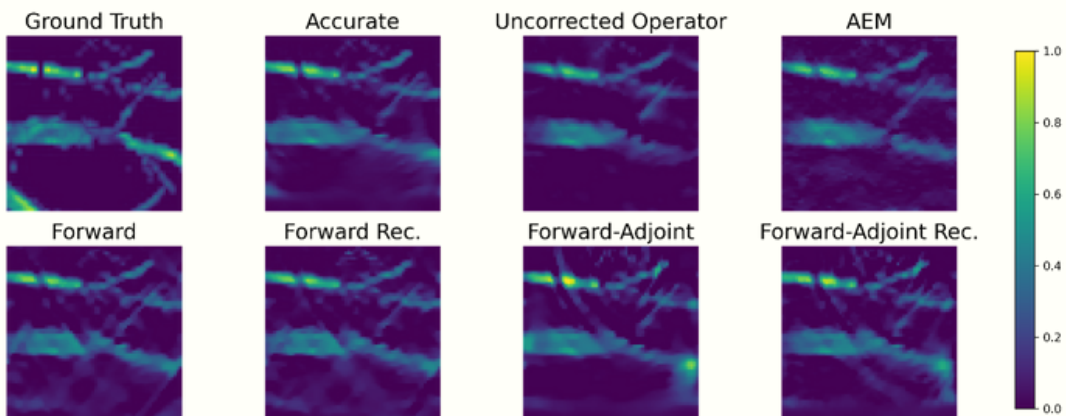 Ground Truth
Accurate
Uncorrected Operator
AEM
Forward
Forward Rec.
Forward-Adjoint
Forward-Adjoint Rec.
1.0
0.8
0.6
0.4
0.2
0.0